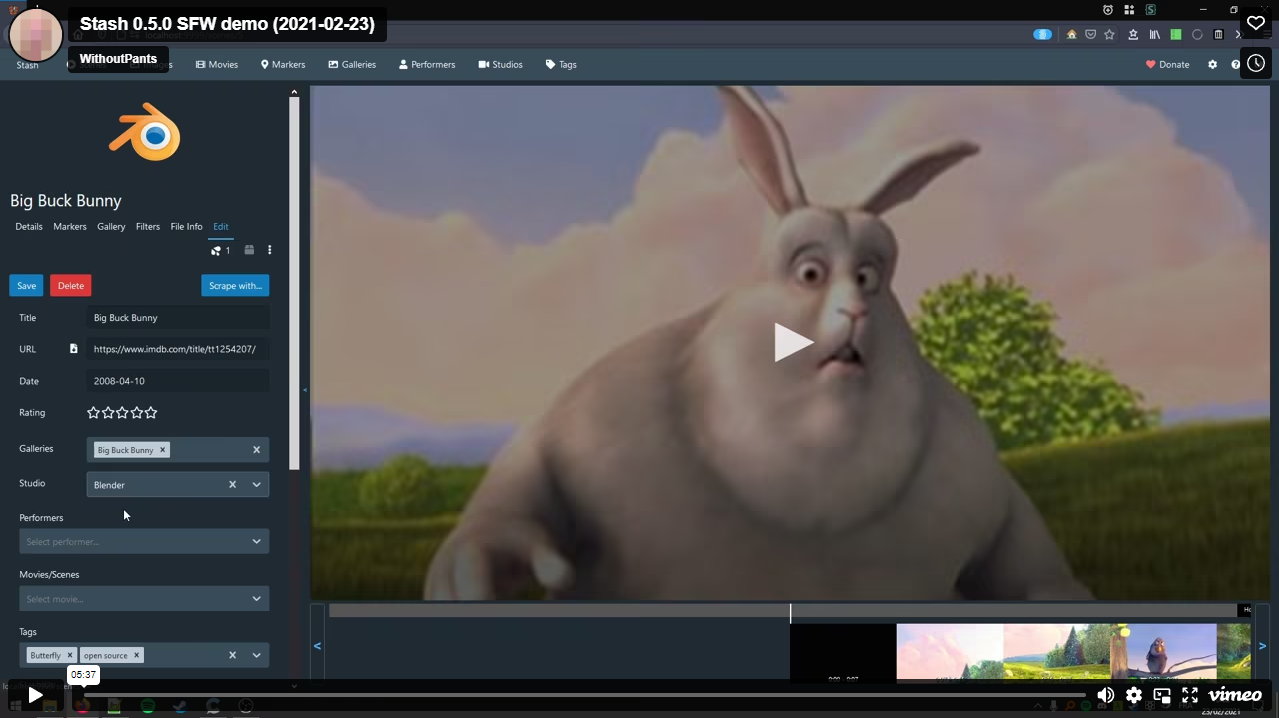 Stash 0.5.0 SFW demo (2021-02-23)
WithoutPants
Stash
Movies
Markers
Galleries
Performers
Studios
Tags
Donate
Big Buck Bunny
Details
Markers
Gallery
Filters
File Info
Edit
1
Save
Delete
Scrape with...
Title
Big Buck Bunny
URL
https://www.imdb.com/title/tt1254207/
Date
2008-04-10
Rating
Galleries
Big Buck Bunny
Studio
Blender
Performers
Select performer...
Movies/Scenes
Select movie...
Tags
Butterfly
open source
05:37
vimeo
23/02/2021